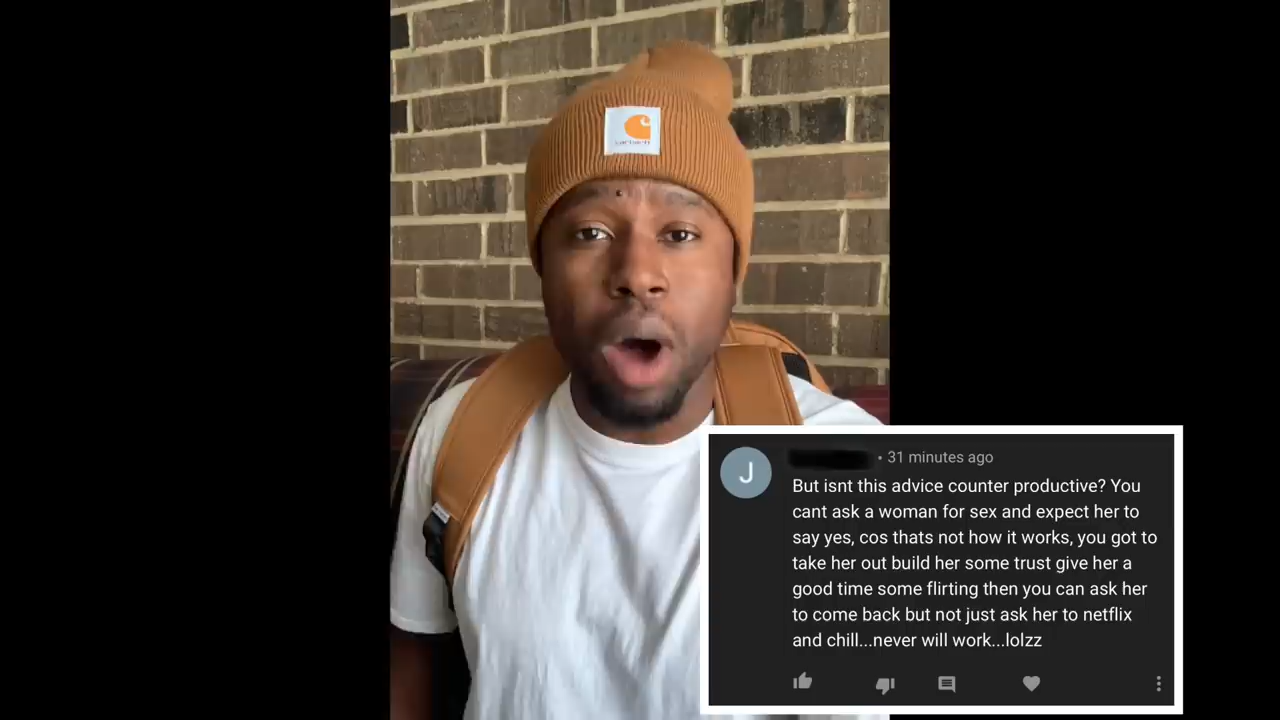 carhartt
J
• 31 minutes ago
But isnt this advice counter productive? You
cant ask a woman for sex and expect her to
say yes, cos thats not how it works, you got to
take her out build her some trust give her a
good time some flirting then you can ask her
to come back but not just ask her to netflix
and chill...never will work...lolzz